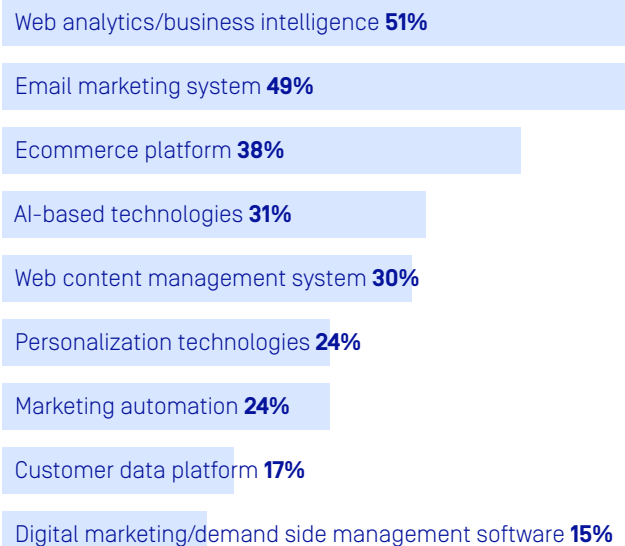 Web analytics/business intelligence 51%
Email marketing system 49%
Ecommerce platform 38%
AI-based technologies 31%
Web content management system 30%
Personalization technologies 24%
Marketing automation 24%
Customer data platform 17%
Digital marketing/demand side management software 15%